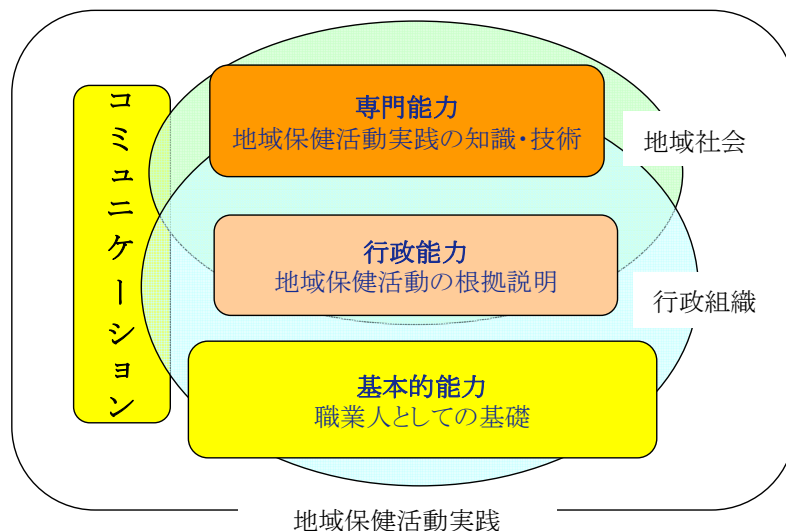 コミュニケーション
専門能力
地域保健活動実践の知識・技術
地域社会
行政能力
地域保健活動の根拠説明
行政組織
基本的能力
職業人としての基礎
地域保健活動実践